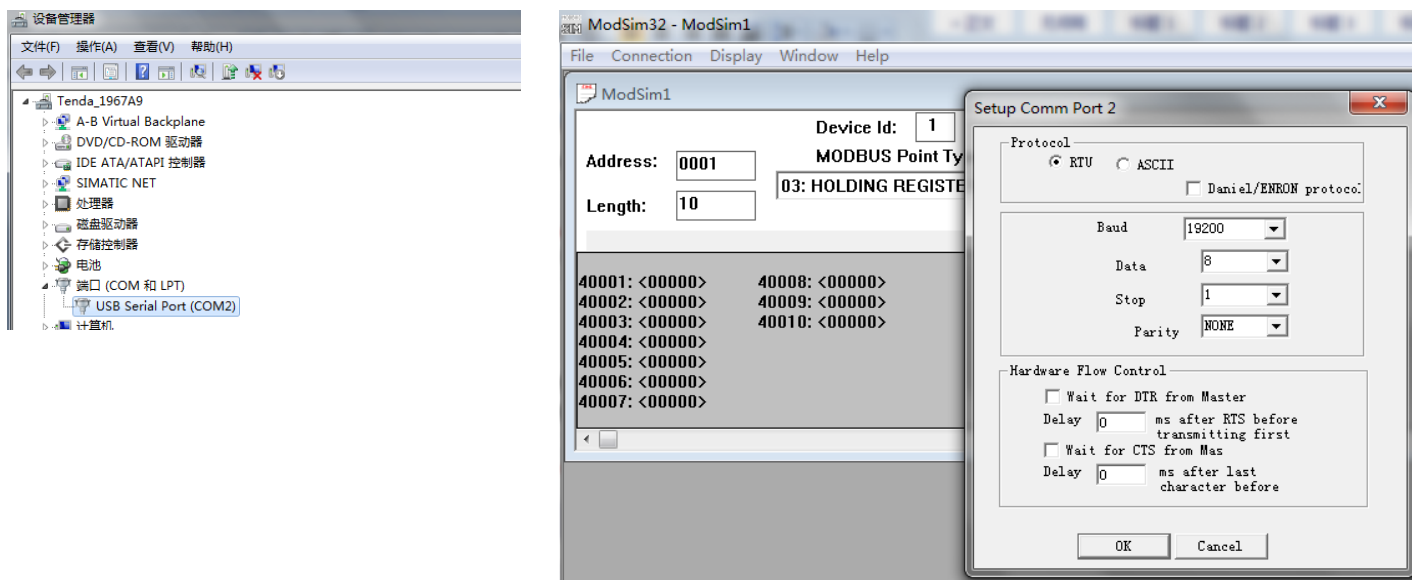 设备管理器
文件(F) 操作(A) 查看(V) 帮助(H)
Tenda_1967A9
A-B Virtual Backplane
DVD/CD-ROM 驱动器
IDE ATA/ATAPI 控制器
SIMATIC NET
处理器
磁盘驱动器
存储控制器
电池
端口 (COM 和 LPT)
USB Serial Port (COM2)
计算机
ModSim32 - ModSim1
File Connection Display Window Help
ModSim1
Device Id: 1
Address: 0001
MODBUS Point Ty
03: HOLDING REGISTE
Length: 10
40001: <00000> 40008: <00000>
40002: <00000> 40009: <00000>
40003: <00000> 40010: <00000>
40004: <00000>
40005: <00000>
40006: <00000>
40007: <00000>
Setup Comm Port 2
Protocol
RTU ASCII
Daniel/ENRON protocol
Baud 19200
Data 8
Stop 1
Parity NONE
Hardware Flow Control
Wait for DTR from Master
Delay 0 ms after RTS before
transmitting first
Wait for CTS from Mas
Delay 0 ms after last
character before
OK Cancel